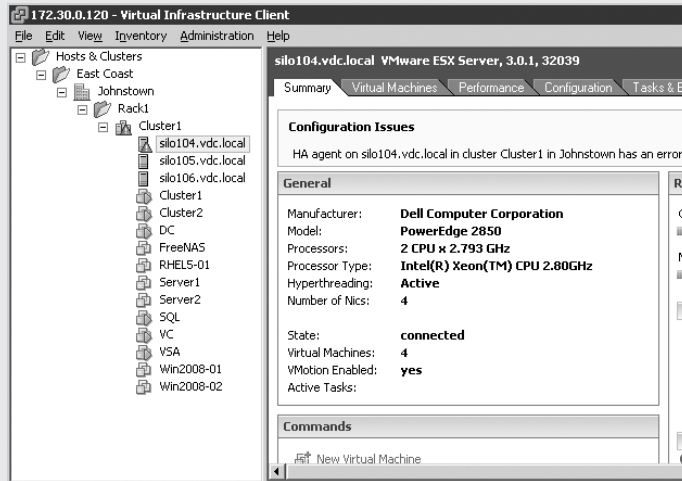 172.30.0.120 - Virtual Infrastructure Client
File Edit View Inventory Administration Help
Hosts & Clusters
East Coast
Johnstown
Rack1
Cluster1
silo104.vdc.local
silo105.vdc.local
silo106.vdc.local
Cluster1
Cluster2
DC
FreeNAS
RHEL5-01
Server1
Server2
SQL
VC
VSA
Win2008-01
Win2008-02
silo104.vdc.local VMware ESX Server, 3.0.1, 32039
Summary Virtual Machines Performance Configuration Tasks & E
Configuration Issues
HA agent on silo104.vdc.local in cluster Cluster1 in Johnstown has an error
General
Manufacturer: Dell Computer Corporation
Model: PowerEdge 2850
Processors: 2 CPU x 2.793 GHz
Processor Type: Intel(R) Xeon(TM) CPU 2.80GHz
Hyperthreading: Active
Number of Nics: 4
State: connected
Virtual Machines: 4
VMotion Enabled: yes
Active Tasks:
Commands
New Virtual Machine
R